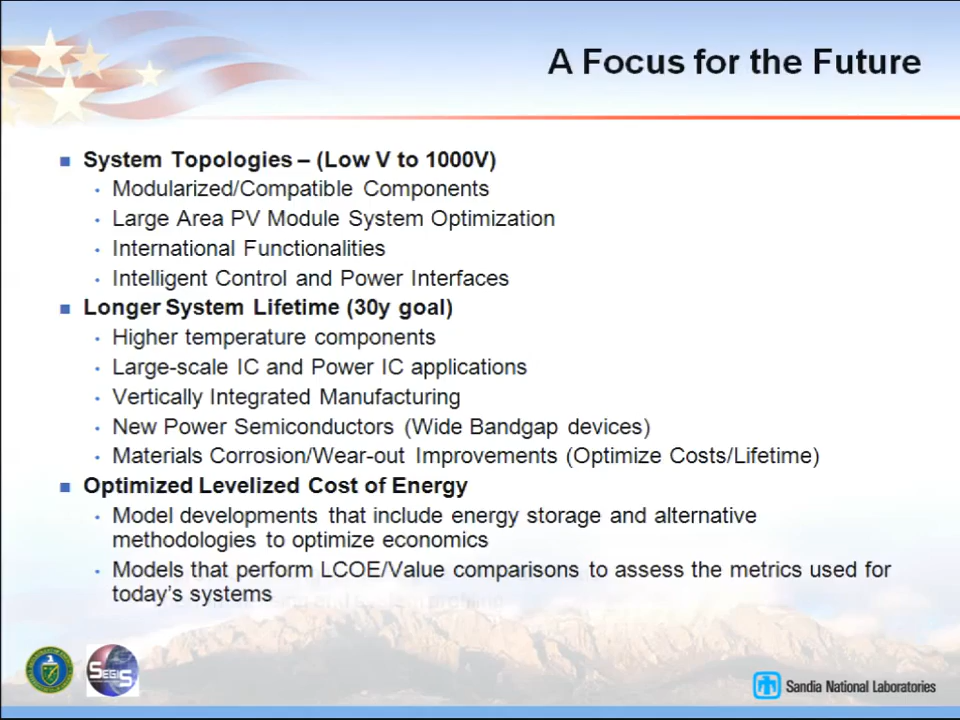 A Focus for the Future
System Topologies – (Low V to 1000V)
Modularized/Compatible Components
Large Area PV Module System Optimization
International Functionalities
Intelligent Control and Power Interfaces
Longer System Lifetime (30y goal)
Higher temperature components
Large-scale IC and Power IC applications
Vertically Integrated Manufacturing
New Power Semiconductors (Wide Bandgap devices)
Materials Corrosion/Wear-out Improvements (Optimize Costs/Lifetime)
Optimized Levelized Cost of Energy
Model developments that include energy storage and alternative
methodologies to optimize economics
Models that perform LCOE/Value comparisons to assess the metrics used for
today's systems
SEGIS
Sandia National Laboratories